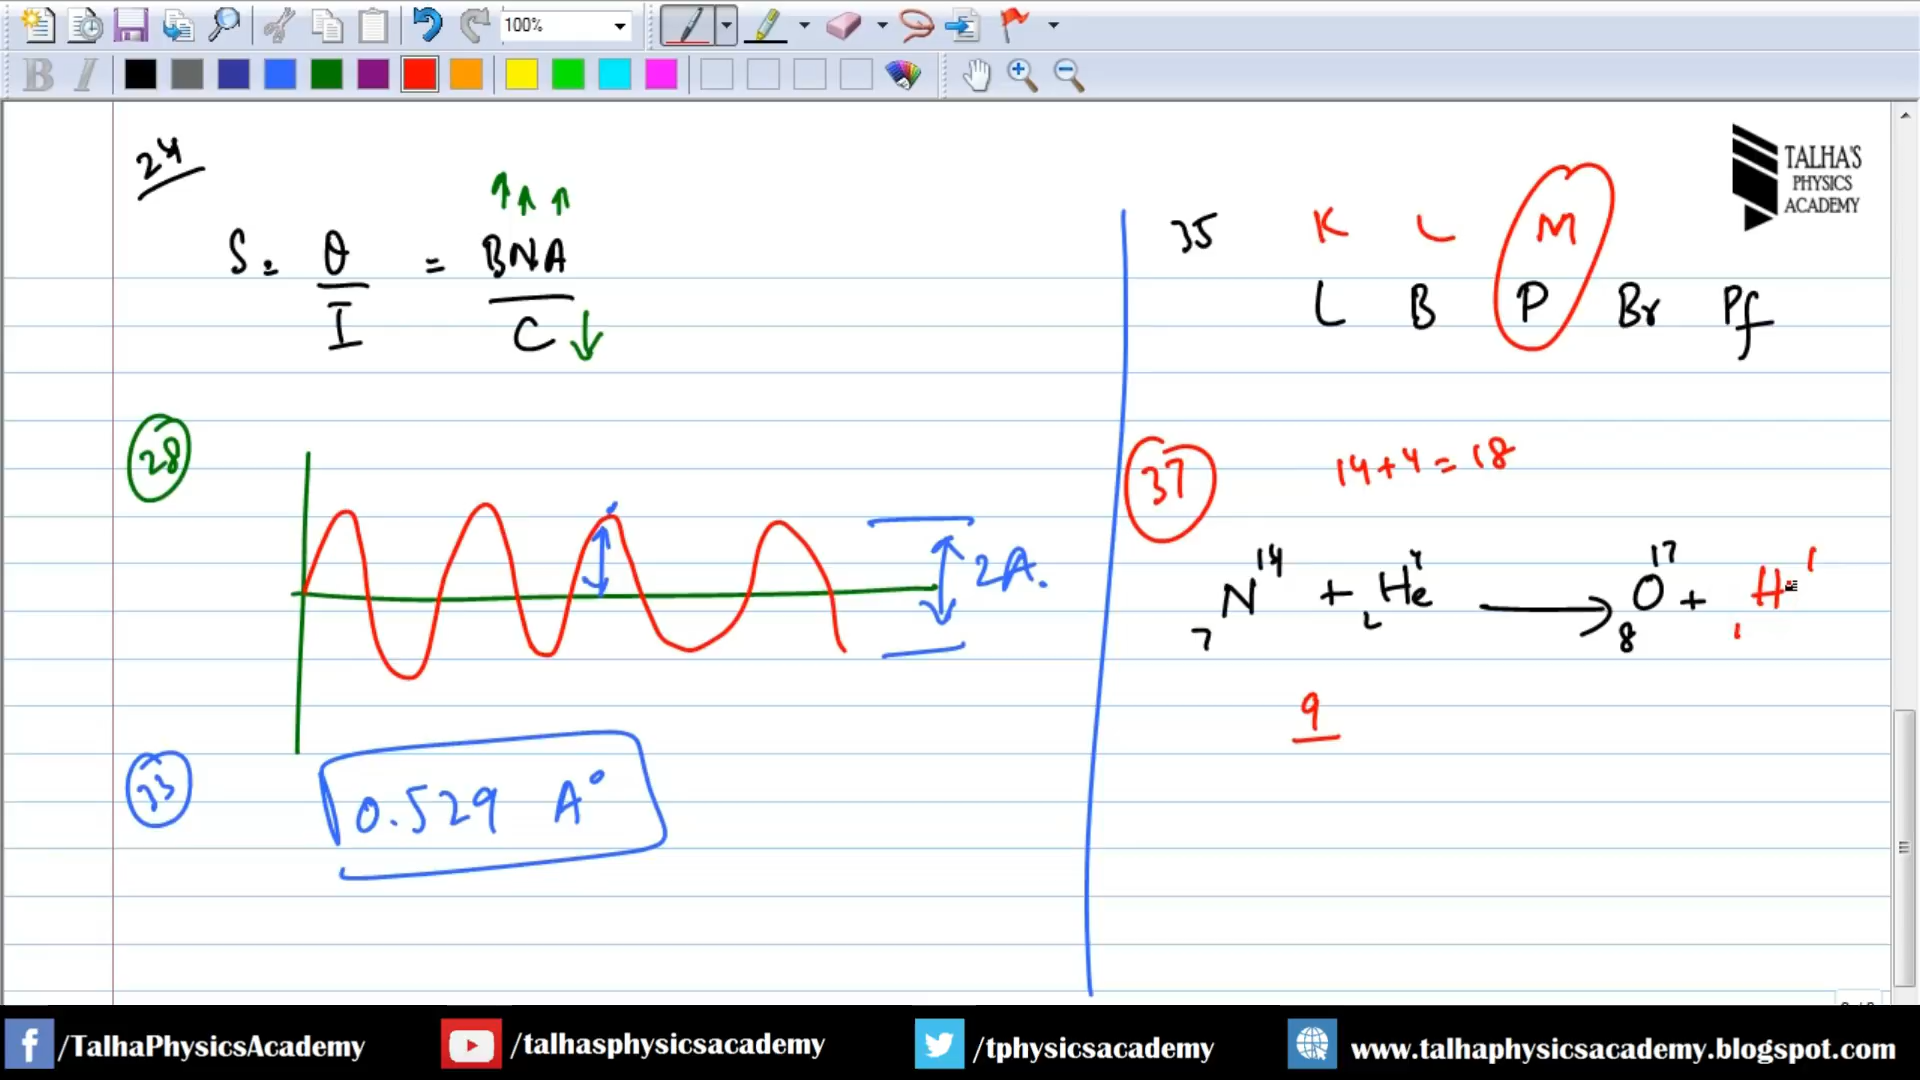 100%
B I
TALHA'S
PHYSICS
ACADEMY
24
S = θ/I = BNA/C
28
2A.
33
0.529 A°
35 K L M
L B P Br Pf
37 14+4=18
₇N¹⁴ + ₂He⁴ ⟶ ₈O¹⁷ + ₁H¹
9
/TalhaPhysicsAcademy
/talhasphysicsacademy
/tphysicsacademy
www.talhaphysicsacademy.blogspot.com